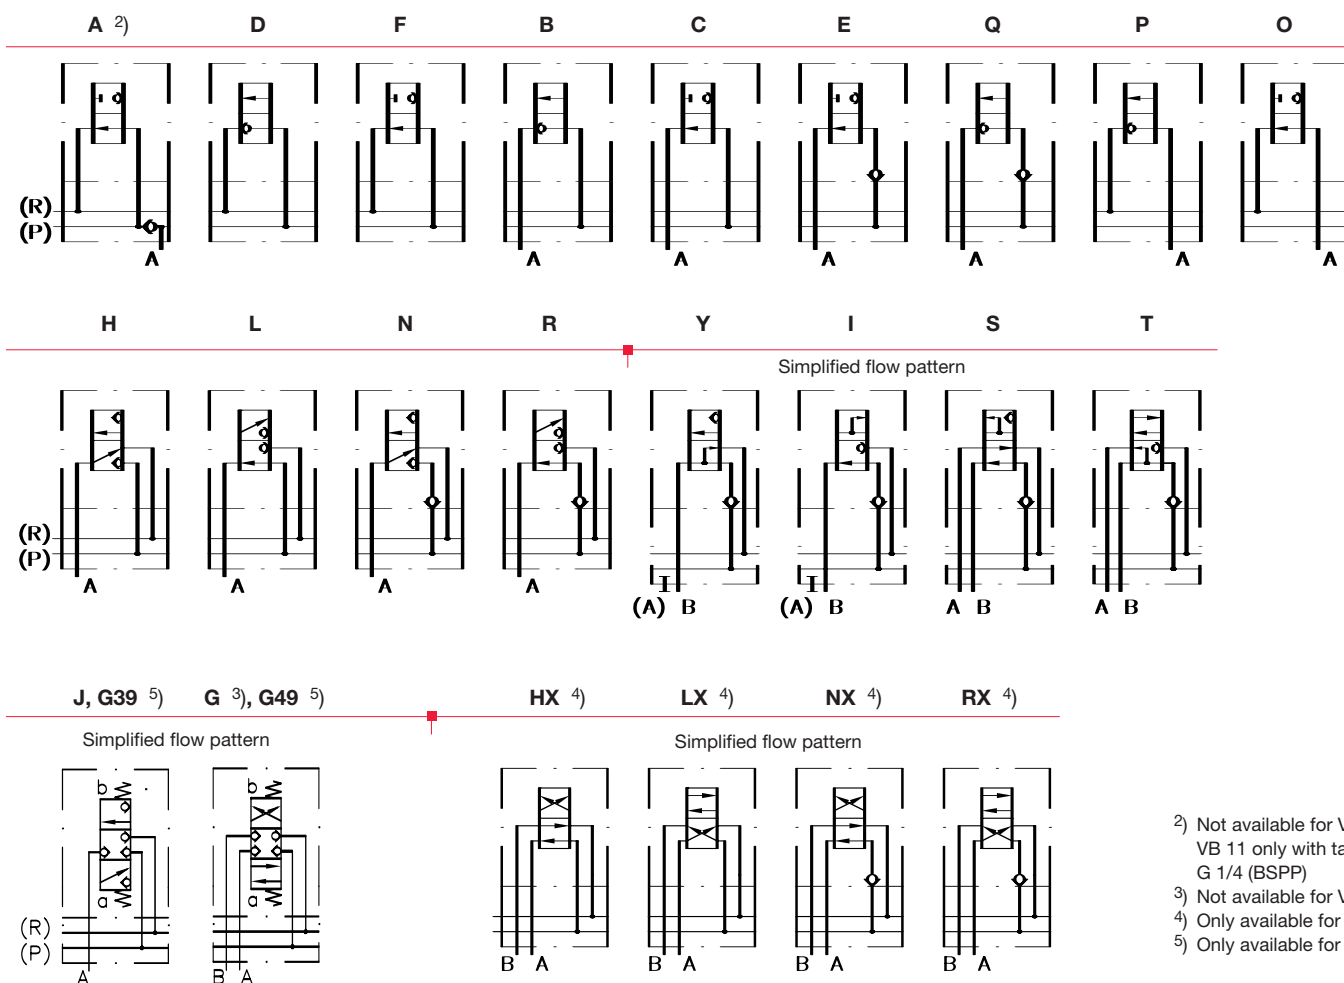 A 2) D F B C E Q P O
(R)
(P)
A A A A A A A
H L N R Y I S T
Simplified flow pattern
(R)
(P)
A A A A
(A) B (A) B A B A B
J, G39 5) G 3), G49 5) HX 4) LX 4) NX 4) RX 4)
Simplified flow pattern Simplified flow pattern
b b
a a
(R)
(P)
A B A B A B A B A B A
2) Not available for V
VB 11 only with ta
G 1/4 (BSPP)
3) Not available for V
4) Only available for
5) Only available for